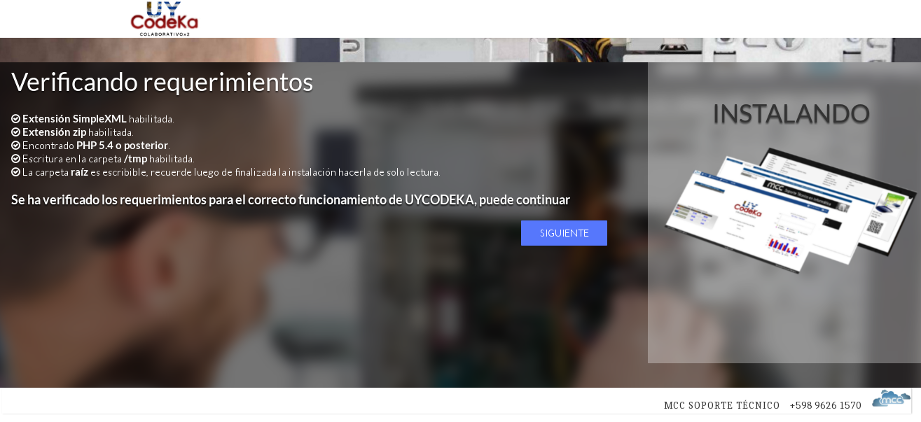 UY
CodeKa
COLABORATIVOv2
Verificando requerimientos
Extensión SimpleXML habilitada.
Extensión zip habilitada.
Encontrado PHP 5.4 o posterior.
Escritura en la carpeta /tmp habilitada.
La carpeta raíz es escribible, recuerde luego de finalizada la instalación hacerla de solo lectura.
Se ha verificado los requerimientos para el correcto funcionamiento de UYCODEKA, puede continuar
SIGUIENTE
INSTALANDO
UY
CodeKa
MCC SOPORTE TÉCNICO +598 9626 1570
mcc